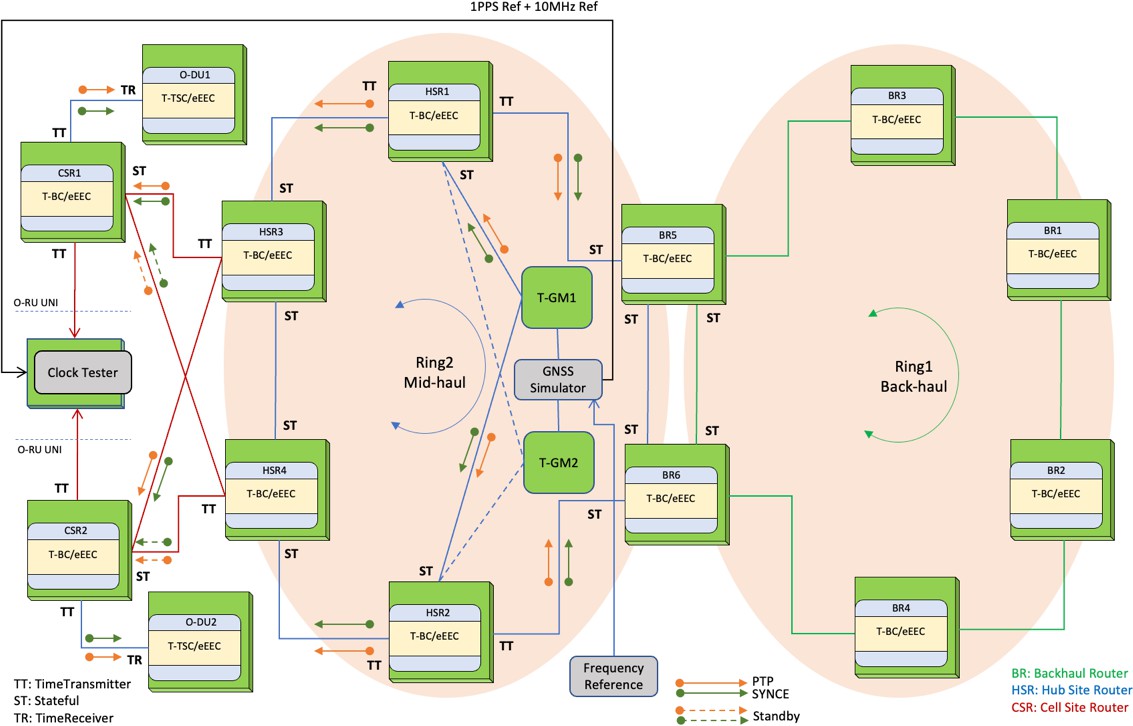 1PPS Ref + 10MHz Ref
O-DU1
T-TSC/eEEC
TR
TT
CSR1
T-BC/eEEC
ST
TT
O-RU UNI
Clock Tester
O-RU UNI
TT
CSR2
T-BC/eEEC
ST
TT
O-DU2
T-TSC/eEEC
TR
TT
HSR1
T-BC/eEEC
TT
ST
ST
HSR3
T-BC/eEEC
TT
ST
Ring2
Mid-haul
ST
HSR4
T-BC/eEEC
TT
ST
ST
HSR2
T-BC/eEEC
TT
TT
T-GM1
GNSS
Simulator
T-GM2
Frequency
Reference
ST
BR5
T-BC/eEEC
ST
ST
ST
ST
BR6
T-BC/eEEC
ST
BR3
T-BC/eEEC
BR1
T-BC/eEEC
Ring1
Back-haul
BR2
T-BC/eEEC
BR4
T-BC/eEEC
TT: TimeTransmitter
ST: Stateful
TR: TimeReceiver
PTP
SYNCE
Standby
BR: Backhaul Router
HSR: Hub Site Router
CSR: Cell Site Router